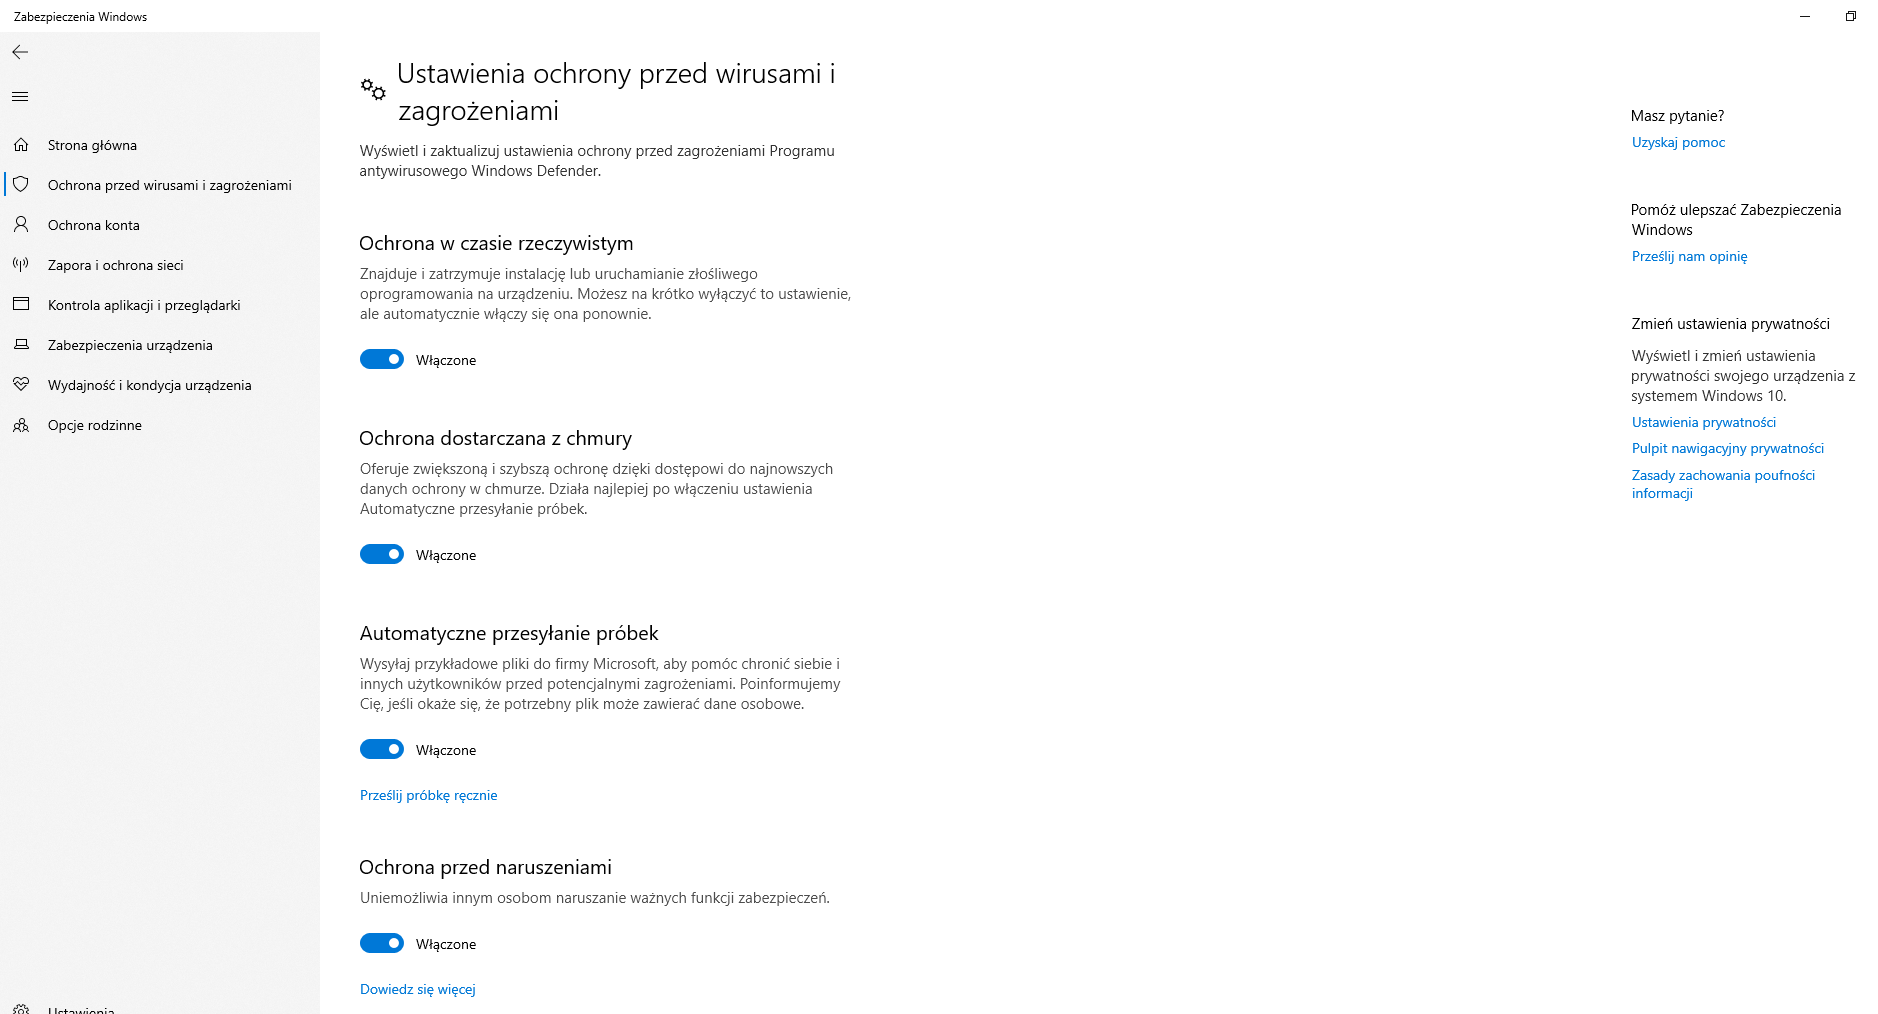 Zabezpieczenia Windows
Strona główna
Ochrona przed wirusami i zagrożeniami
Ochrona konta
Zapora i ochrona sieci
Kontrola aplikacji i przeglądarki
Zabezpieczenia urządzenia
Wydajność i kondycja urządzenia
Opcje rodzinne
Ustawienia
Ustawienia ochrony przed wirusami i
zagrożeniami
Wyświetl i zaktualizuj ustawienia ochrony przed zagrożeniami Programu
antywirusowego Windows Defender.
Ochrona w czasie rzeczywistym
Znajduje i zatrzymuje instalację lub uruchamianie złośliwego
oprogramowania na urządzeniu. Możesz na krótko wyłączyć to ustawienie,
ale automatycznie włączy się ona ponownie.
Włączone
Ochrona dostarczana z chmury
Oferuje zwiększoną i szybszą ochronę dzięki dostępowi do najnowszych
danych ochrony w chmurze. Działa najlepiej po włączeniu ustawienia
Automatyczne przesyłanie próbek.
Włączone
Automatyczne przesyłanie próbek
Wysyłaj przykładowe pliki do firmy Microsoft, aby pomóc chronić siebie i
innych użytkowników przed potencjalnymi zagrożeniami. Poinformujemy
Cię, jeśli okaże się, że potrzebny plik może zawierać dane osobowe.
Włączone
Prześlij próbkę ręcznie
Ochrona przed naruszeniami
Uniemożliwia innym osobom naruszanie ważnych funkcji zabezpieczeń.
Włączone
Dowiedz się więcej
Masz pytanie?
Uzyskaj pomoc
Pomóż ulepszać Zabezpieczenia
Windows
Prześlij nam opinię
Zmień ustawienia prywatności
Wyświetl i zmień ustawienia
prywatności swojego urządzenia z
systemem Windows 10.
Ustawienia prywatności
Pulpit nawigacyjny prywatności
Zasady zachowania poufności
informacji